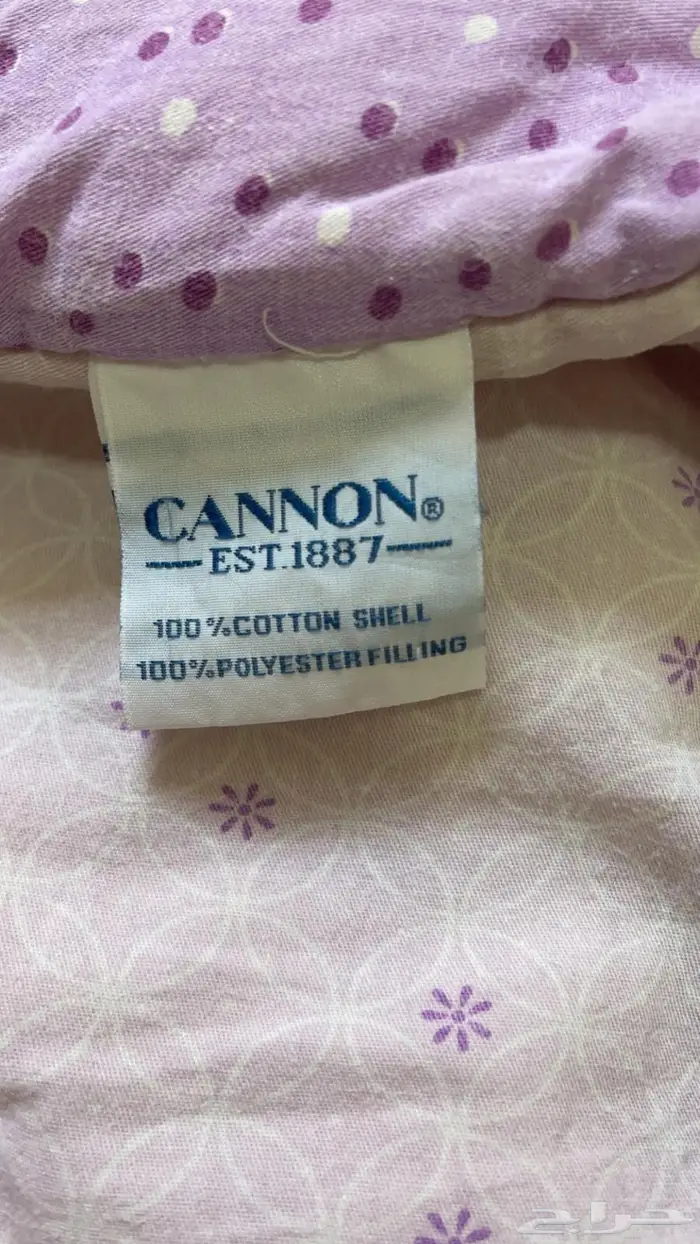 CANNON®
EST.1887
100%COTTON SHELL
100%POLYESTER FILLING
حراج